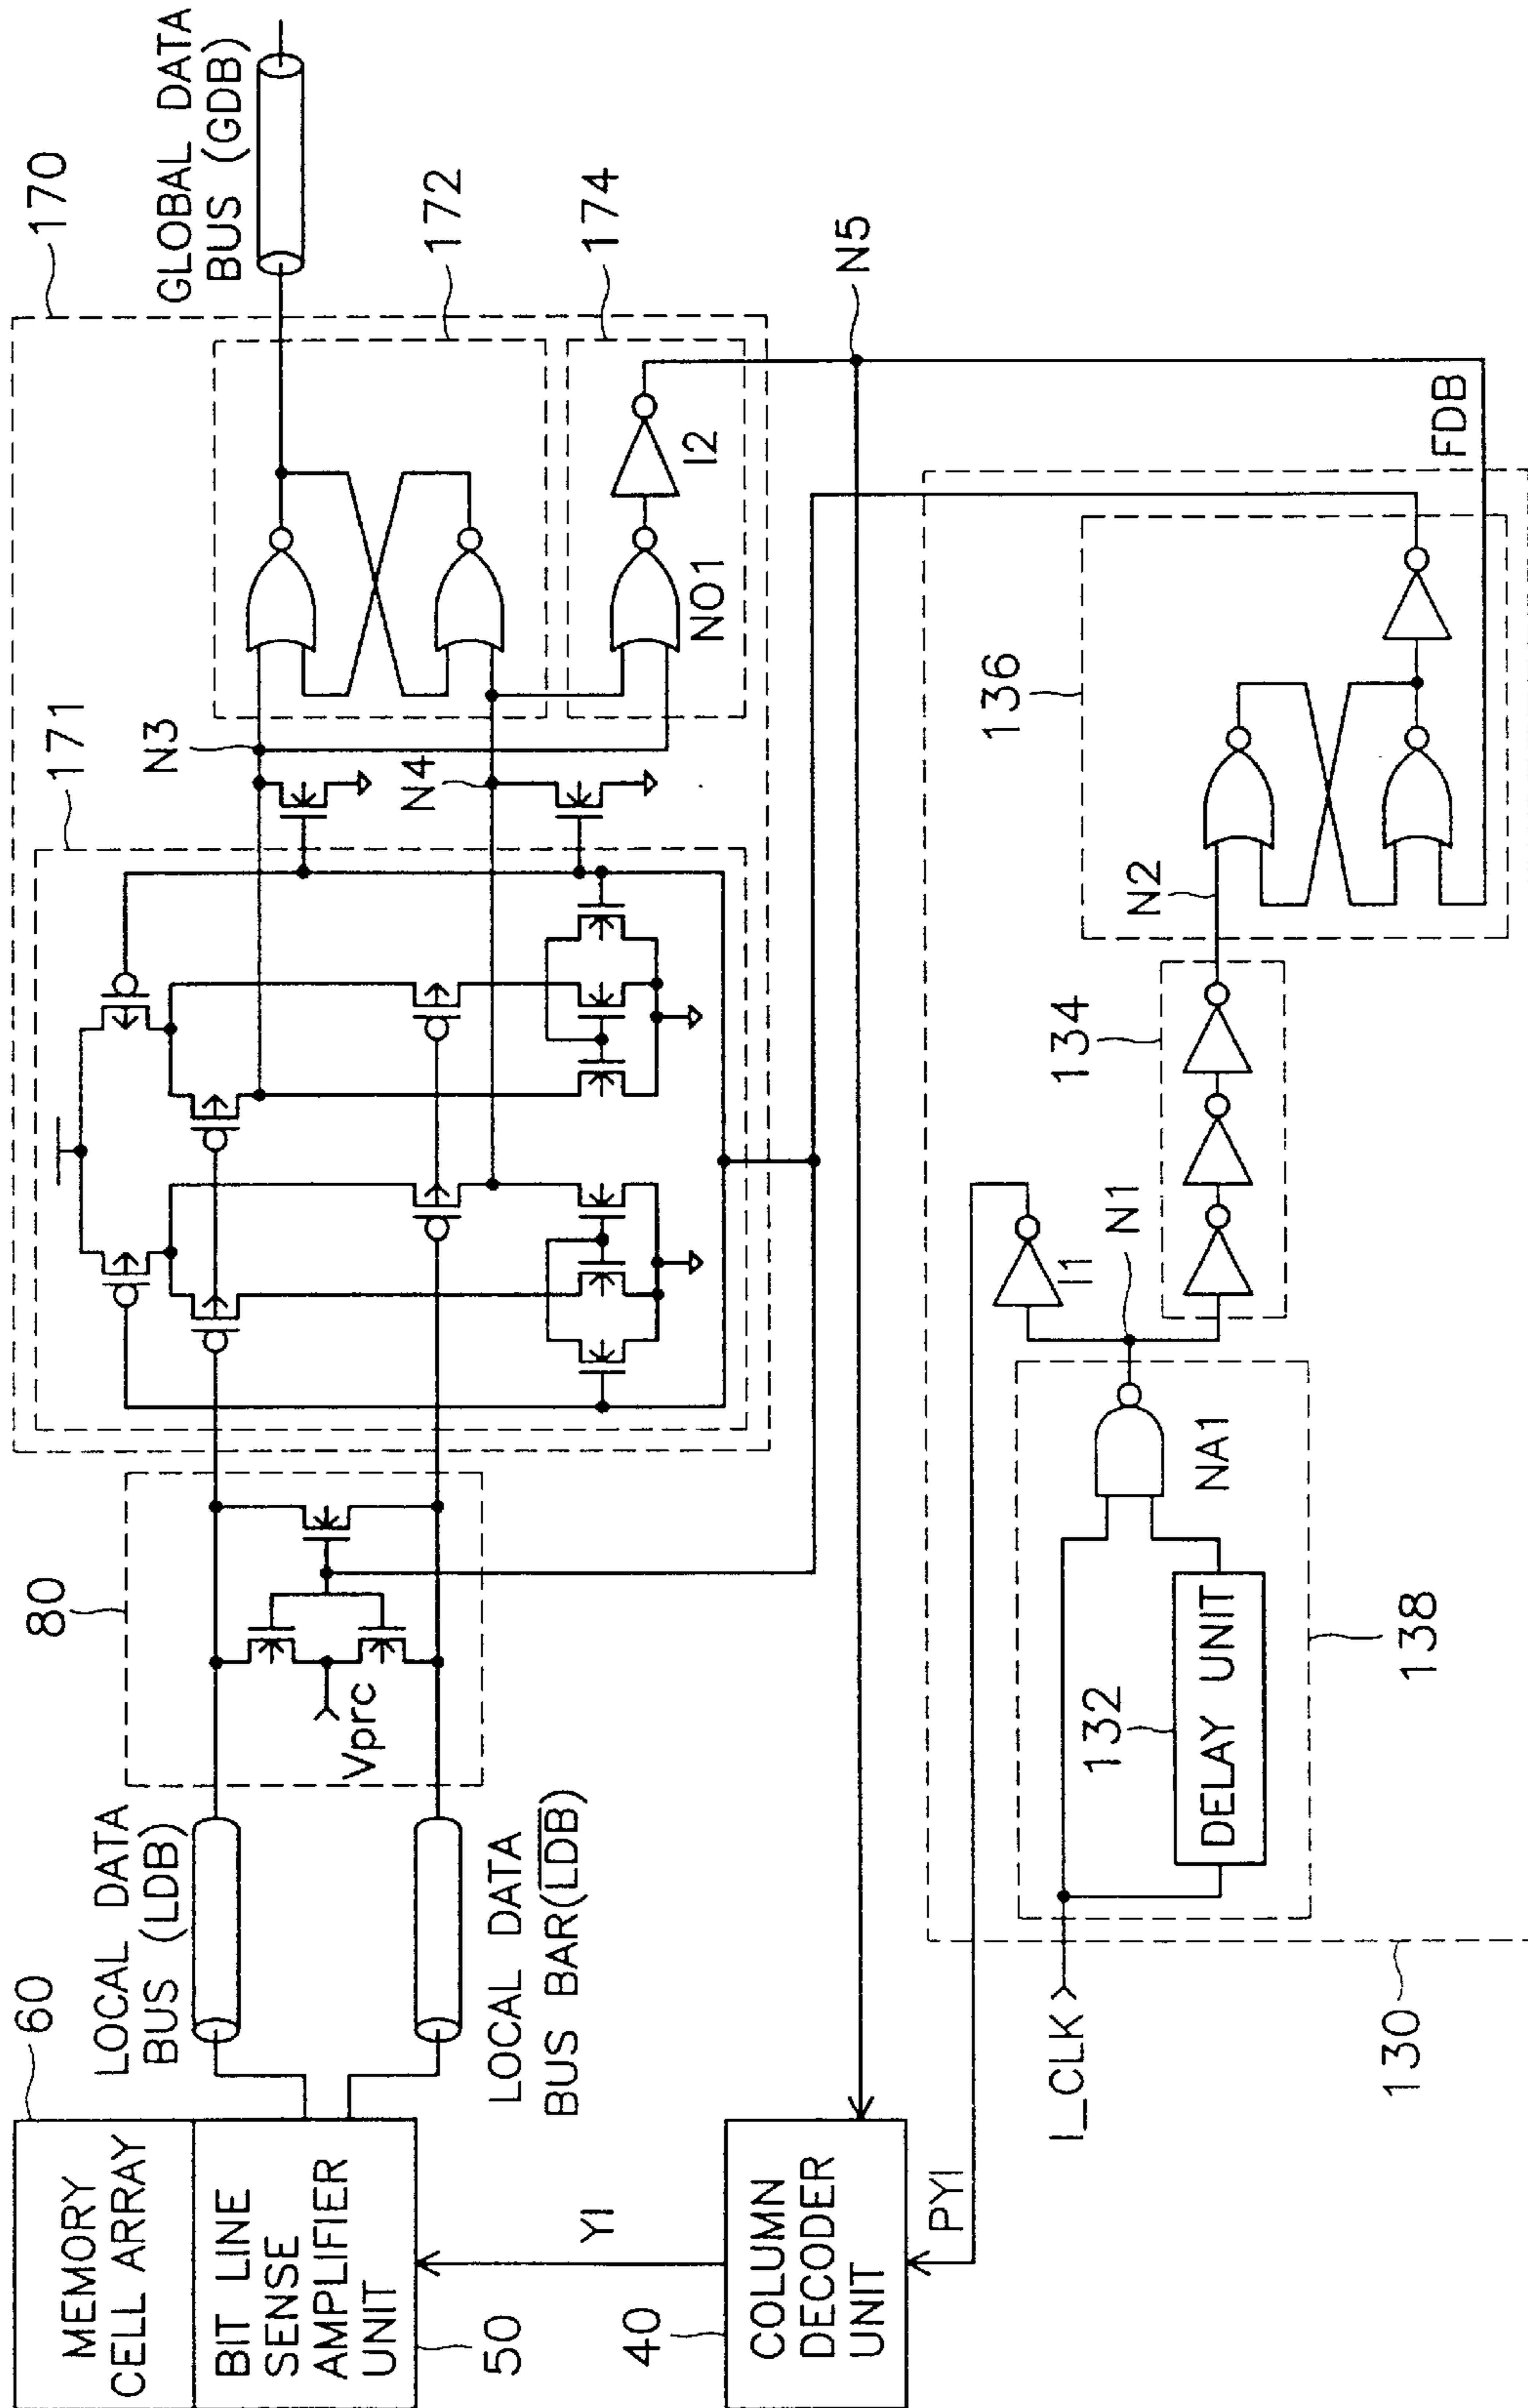 MEMORY
CELL ARRAY
60
BIT LINE
SENSE
AMPLIFIER
UNIT
50
LOCAL DATA
BUS (LDB)
LOCAL DATA
BUS BAR(LDB)
80
Vprc
170
171
N3
N4
172
174
NO1
I2
GLOBAL DATA
BUS (GDB)
N5
YI
COLUMN
DECODER
UNIT
40
PYI
I_CLK
130
132
DELAY UNIT
138
NA1
N1
I1
134
N2
136
FDB